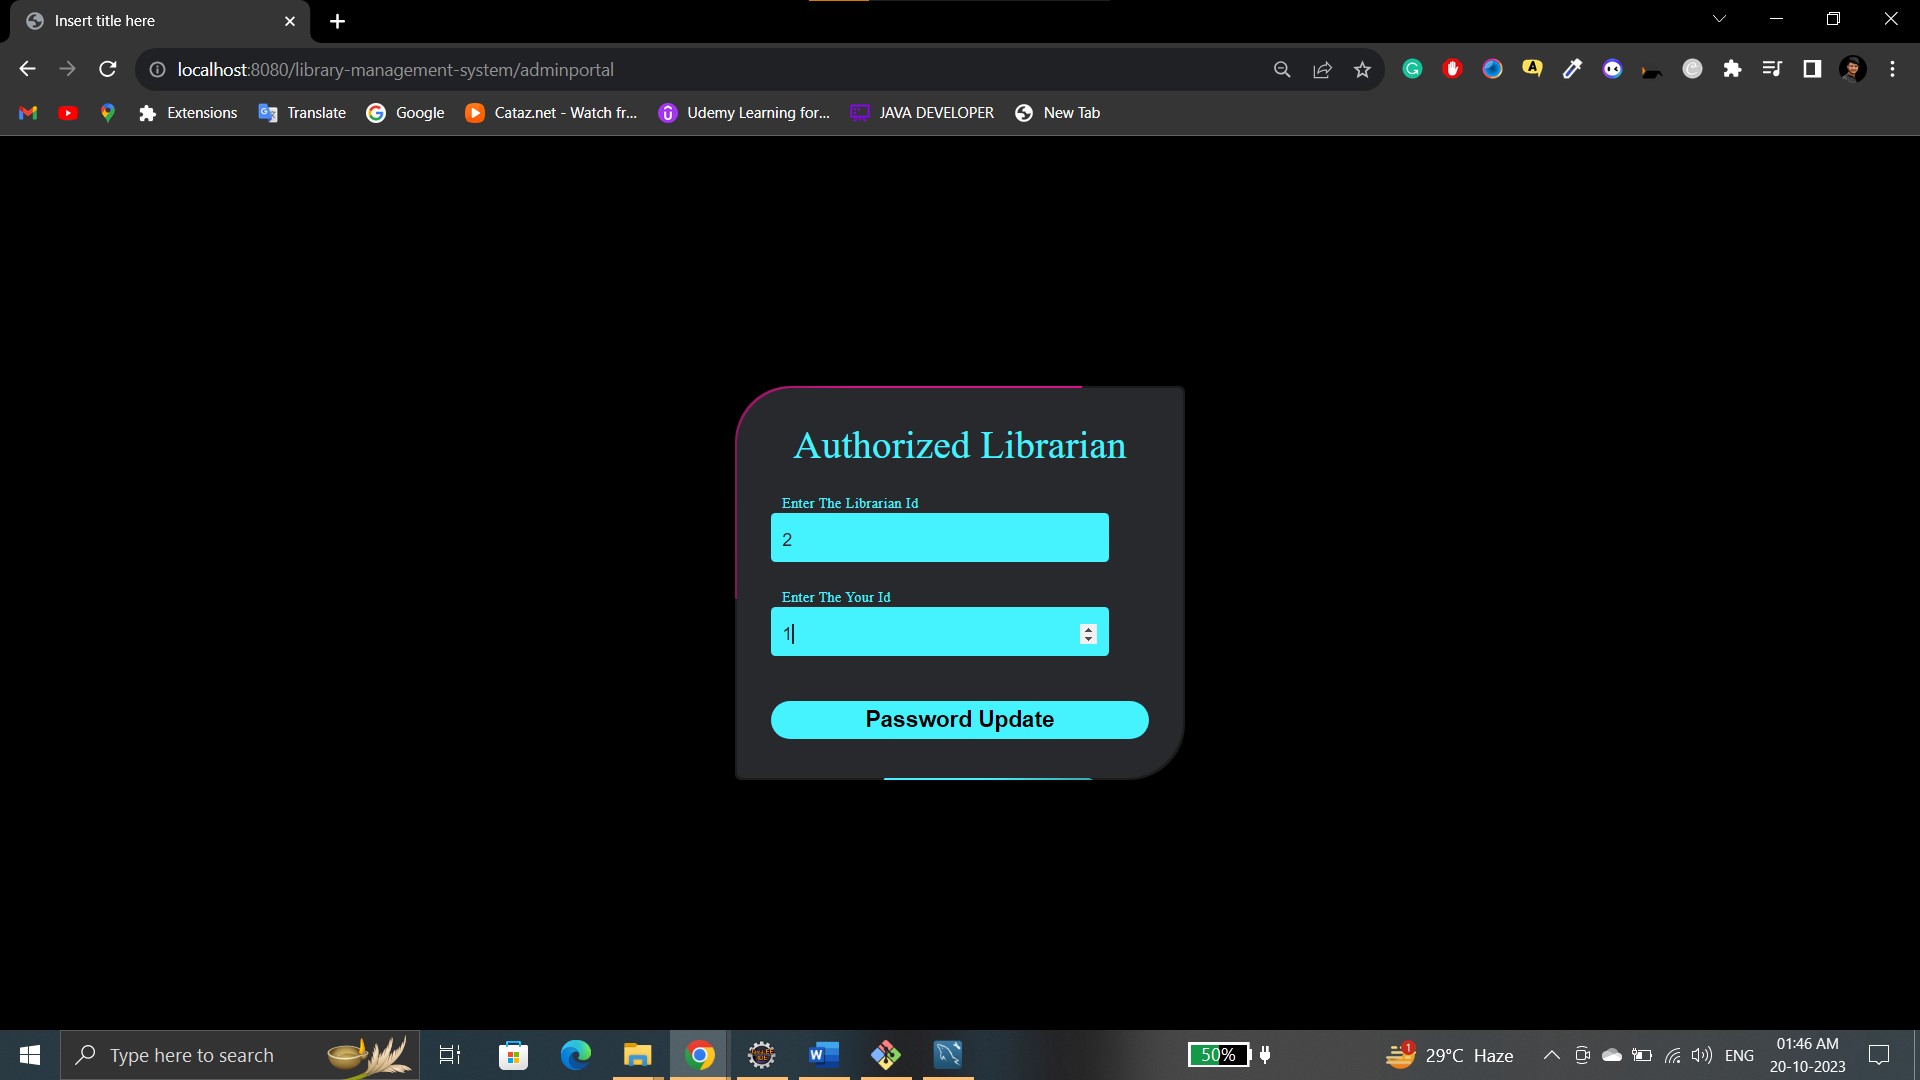 Insert title here
localhost:8080/library-management-system/adminportal
Extensions
Translate
Google
Cataz.net - Watch fr...
Udemy Learning for...
JAVA DEVELOPER
New Tab
Authorized Librarian
Enter The Librarian Id
2
Enter The Your Id
1
Password Update
Type here to search
50%
1
29°C Haze
ENG
01:46 AM
20-10-2023